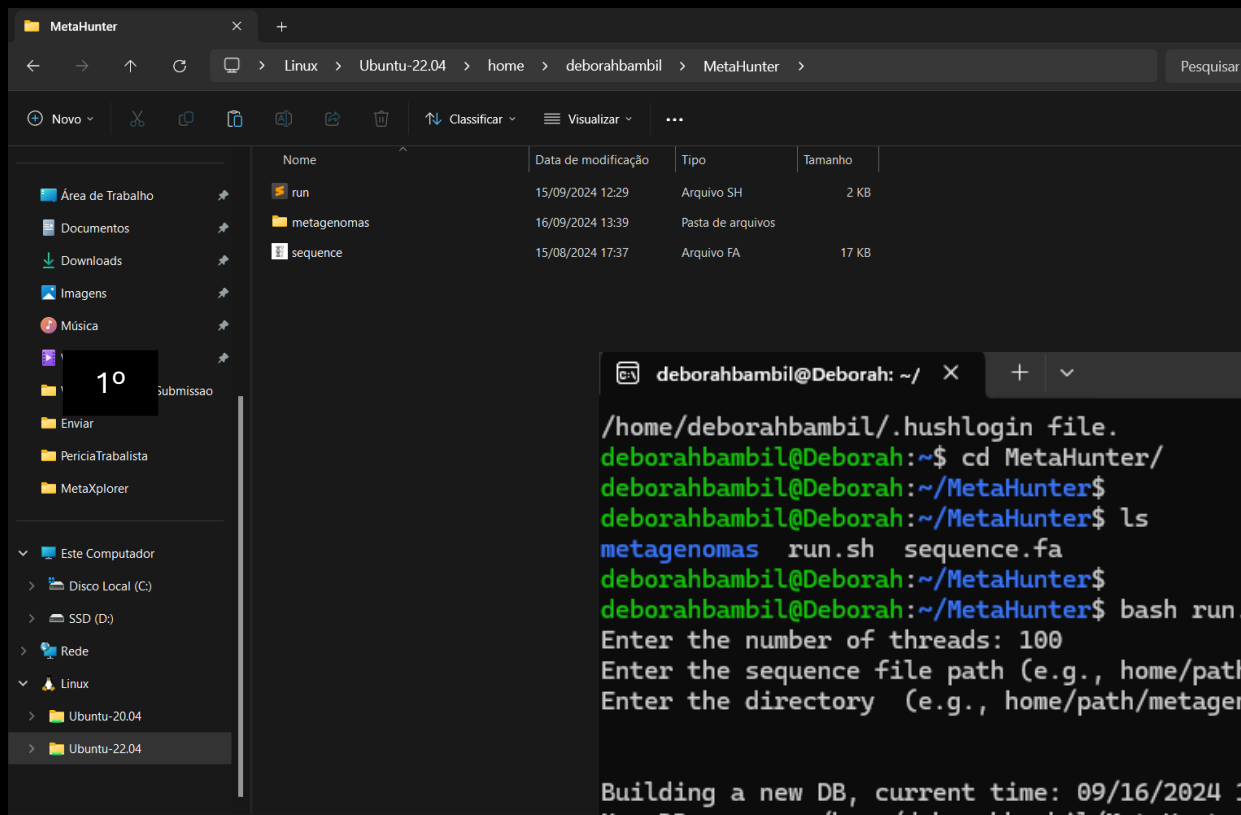 MetaHunter
Linux > Ubuntu-22.04 > home > deborahbambil > MetaHunter >
Pesquisar
Novo
Classificar
Visualizar
Nome Data de modificação Tipo Tamanho
run 15/09/2024 12:29 Arquivo SH 2 KB
metagenomas 16/09/2024 13:39 Pasta de arquivos
sequence 15/08/2024 17:37 Arquivo FA 17 KB
Área de Trabalho
Documentos
Downloads
Imagens
Música
1º
Submissao
Enviar
PericiaTrabalista
MetaXplorer
Este Computador
Disco Local (C:)
SSD (D:)
Rede
Linux
Ubuntu-20.04
Ubuntu-22.04
deborahbambil@Deborah: ~/
/home/deborahbambil/.hushlogin file.
deborahbambil@Deborah:~$ cd MetaHunter/
deborahbambil@Deborah:~/MetaHunter$
deborahbambil@Deborah:~/MetaHunter$ ls
metagenomas run.sh sequence.fa
deborahbambil@Deborah:~/MetaHunter$
deborahbambil@Deborah:~/MetaHunter$ bash run.
Enter the number of threads: 100
Enter the sequence file path (e.g., home/path
Enter the directory (e.g., home/path/metagen
Building a new DB, current time: 09/16/2024